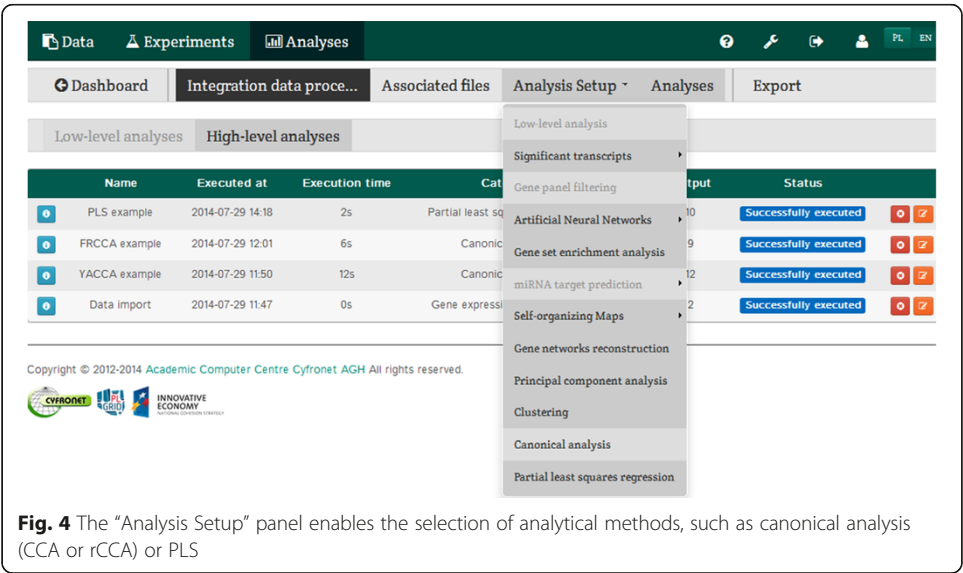 Data Experiments Analyses PL EN
Dashboard Integration data proce... Associated files Analysis Setup Analyses Export
Low-level analyses High-level analyses
Name Executed at Execution time Cat tput Status
PLS example 2014-07-29 14:18 2s Partial least sq 10 Successfully executed
FRCCA example 2014-07-29 12:01 6s Canonic 9 Successfully executed
YACCA example 2014-07-29 11:50 12s Canonic 12 Successfully executed
Data import 2014-07-29 11:47 0s Gene expressi 2 Successfully executed
Low-level analysis
Significant transcripts
Gene panel filtering
Artificial Neural Networks
Gene set enrichment analysis
miRNA target prediction
Self-organizing Maps
Gene networks reconstruction
Principal component analysis
Clustering
Canonical analysis
Partial least squares regression
Copyright © 2012-2014 Academic Computer Centre Cyfronet AGH All rights reserved.
CYFRONET
PL
GRID
INNOVATIVE
ECONOMY
NATIONAL COHESION STRATEGY
Fig. 4 The “Analysis Setup” panel enables the selection of analytical methods, such as canonical analysis
(CCA or rCCA) or PLS